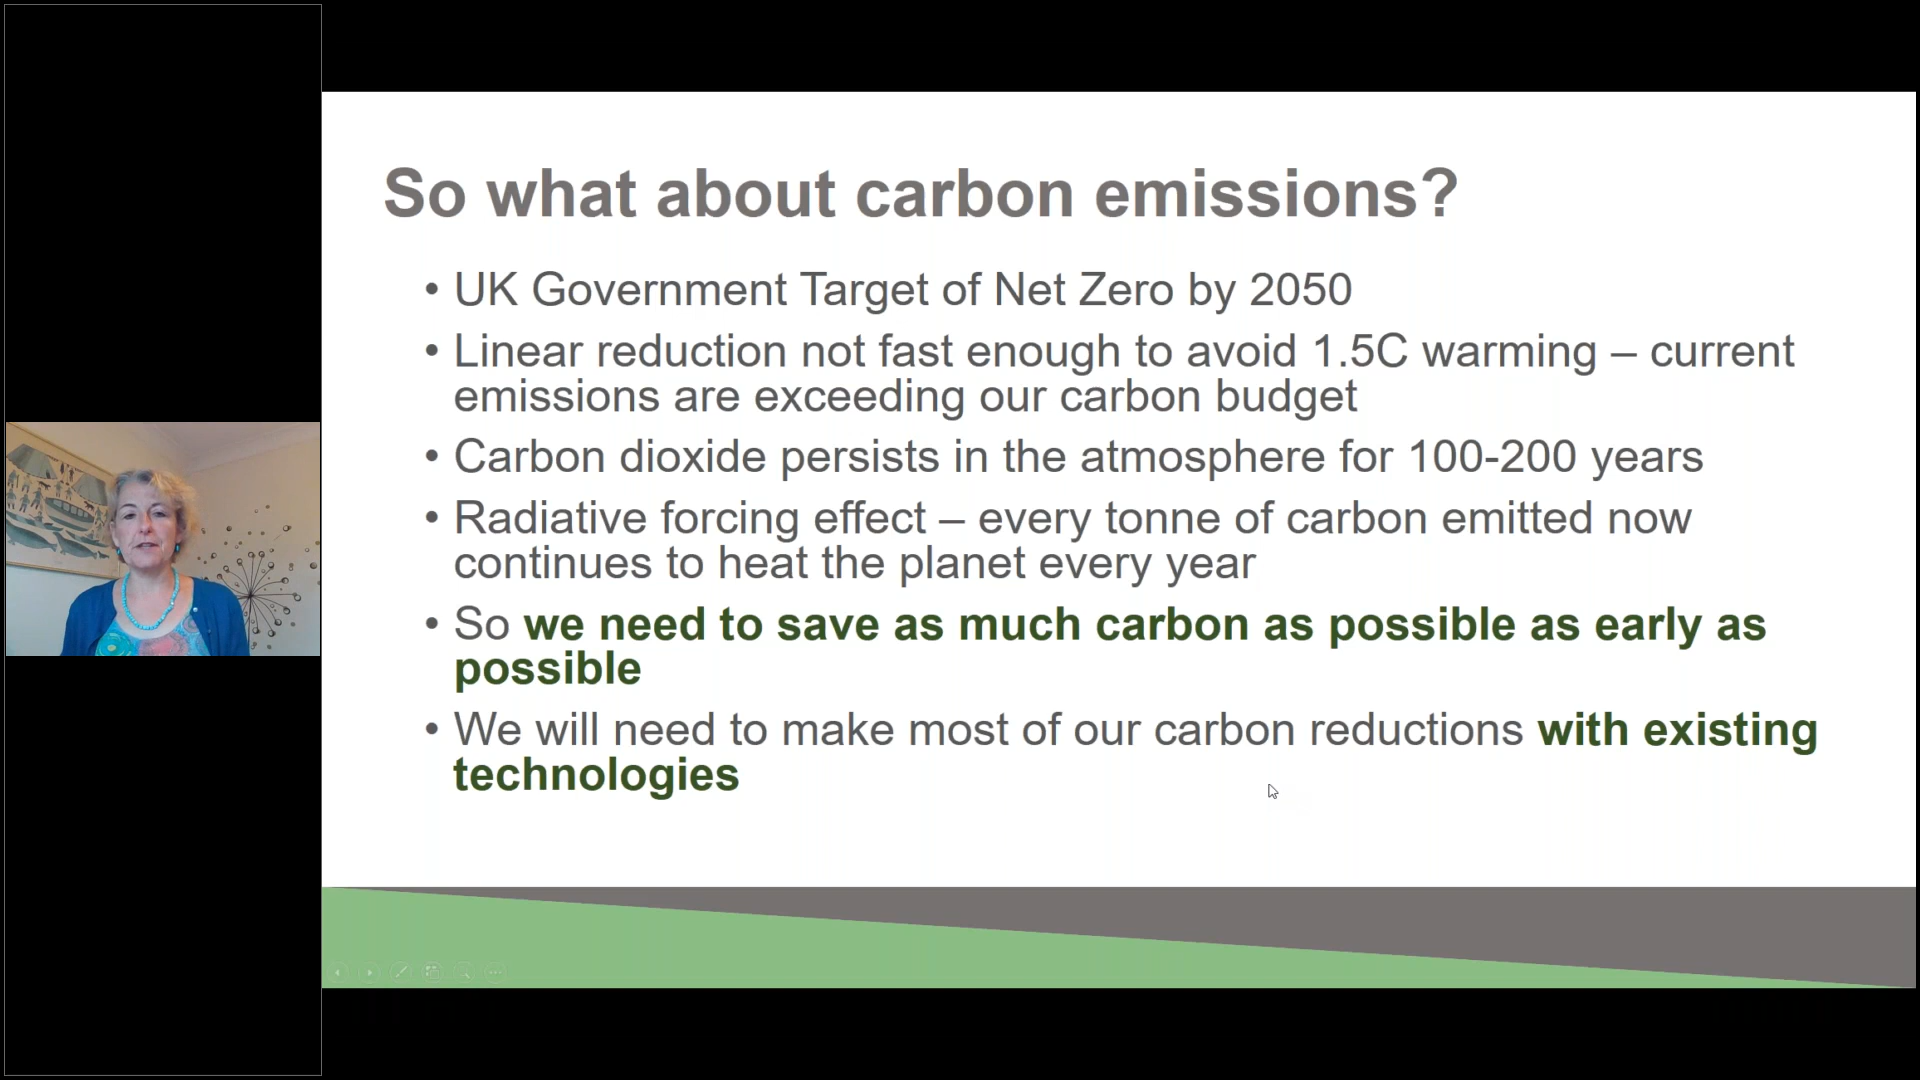 So what about carbon emissions?
• UK Government Target of Net Zero by 2050
• Linear reduction not fast enough to avoid 1.5C warming – current
emissions are exceeding our carbon budget
• Carbon dioxide persists in the atmosphere for 100-200 years
• Radiative forcing effect – every tonne of carbon emitted now
continues to heat the planet every year
• So we need to save as much carbon as possible as early as
possible
• We will need to make most of our carbon reductions with existing
technologies